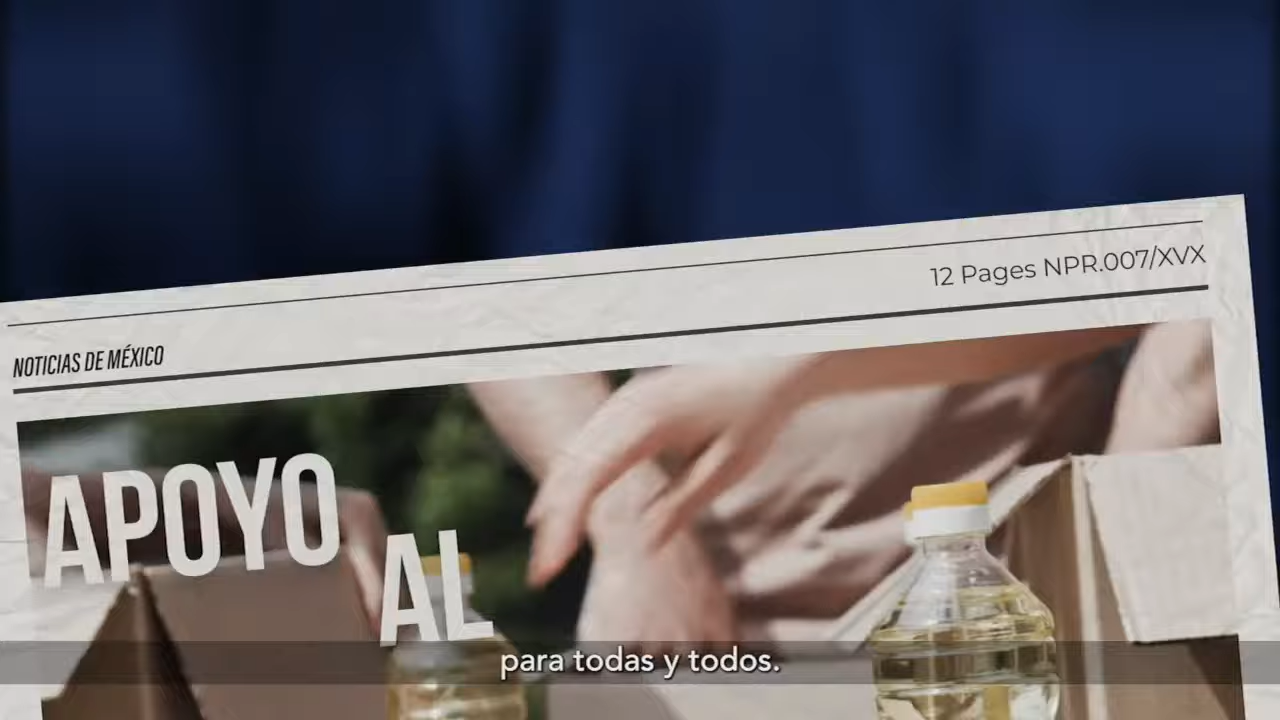 12 Pages NPR.007/XVX
NOTICIAS DE MÉXICO
APOYO
AL
para todas y todos.